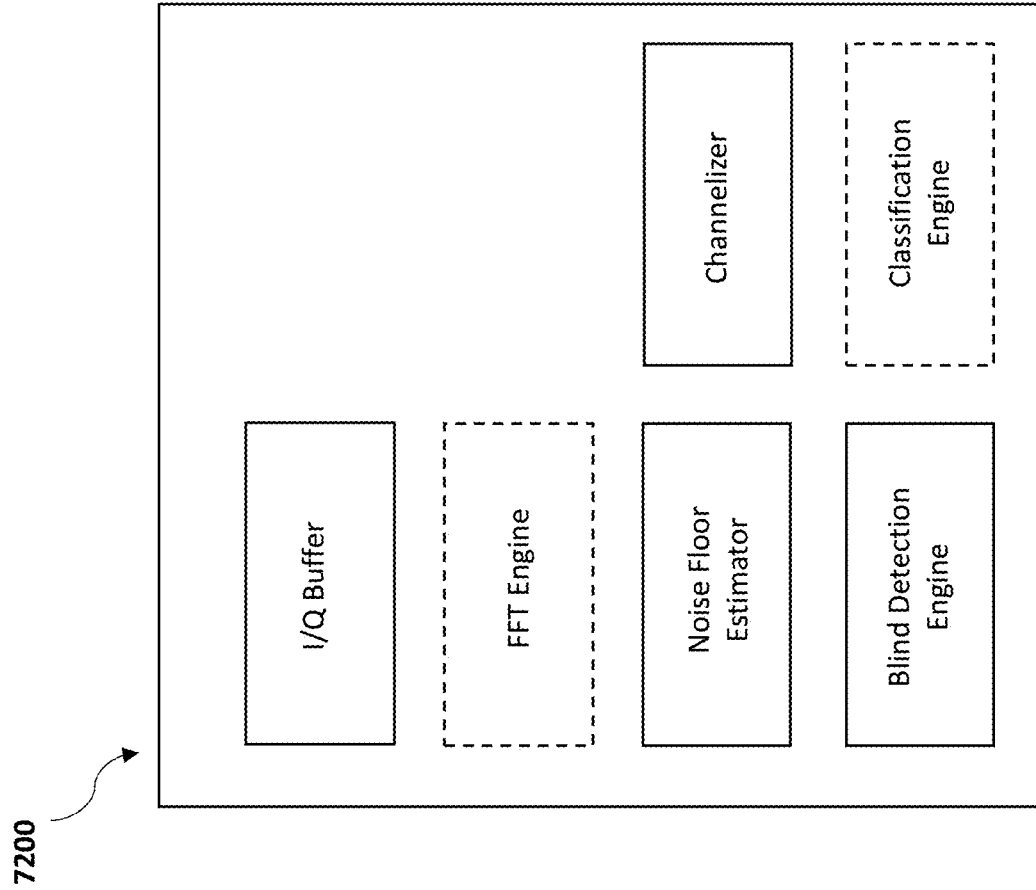 7200
I/Q Buffer
FFT Engine
Noise Floor
Estimator
Blind Detection
Engine
Channelizer
Classification
Engine